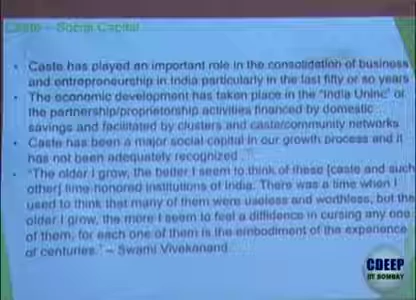 Caste – Social Capital
• Caste has played an important role in the consolidation of business
and entrepreneurship in India particularly in the last fifty or so years
• The economic development has taken place in the "India Uninc" or
the partnership/proprietorship activities financed by domestic
savings and facilitated by clusters and caste/community networks.
• Caste has been a major social capital in our growth process and it
has not been adequately recognized
• "The older I grow, the better I seem to think of these [caste and such
other] time-honored institutions of India. There was a time when I
used to think that many of them were useless and worthless, but the
older I grow, the more I seem to feel a diffidence in cursing any one
of them, for each one of them is the embodiment of the experience
of centuries." – Swami Vivekanand
CDEEP
IIT BOMBAY